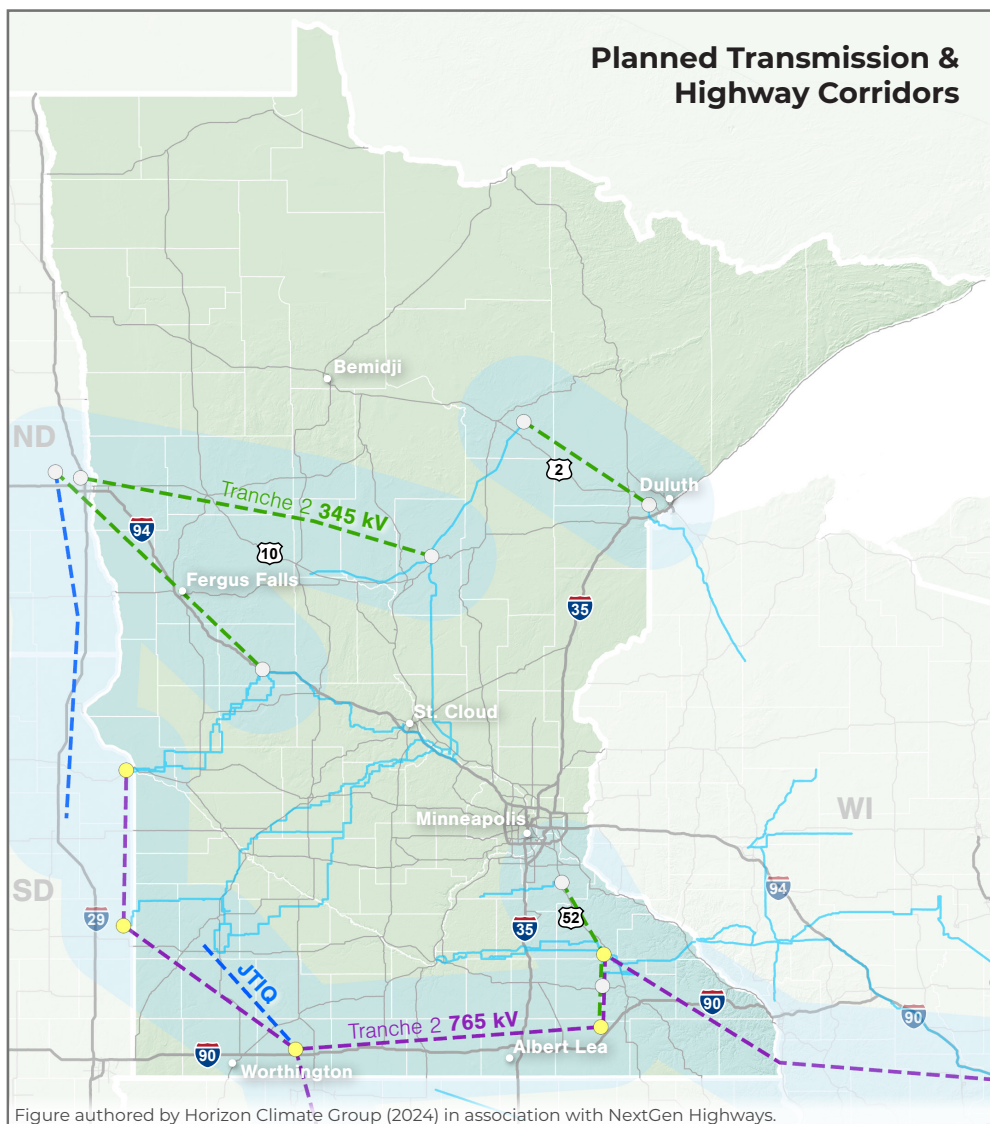 Planned Transmission &
Highway Corridors
Bemidji
ND
2
Duluth
Tranche 2 345 kV
94
10
Fergus Falls
35
St. Cloud
Minneapolis
WI
SD
94
29
52
35
JTIQ
90
90
Tranche 2 765 kV
90
Albert Lea
Worthington
Figure authored by Horizon Climate Group (2024) in association with NextGen Highways.